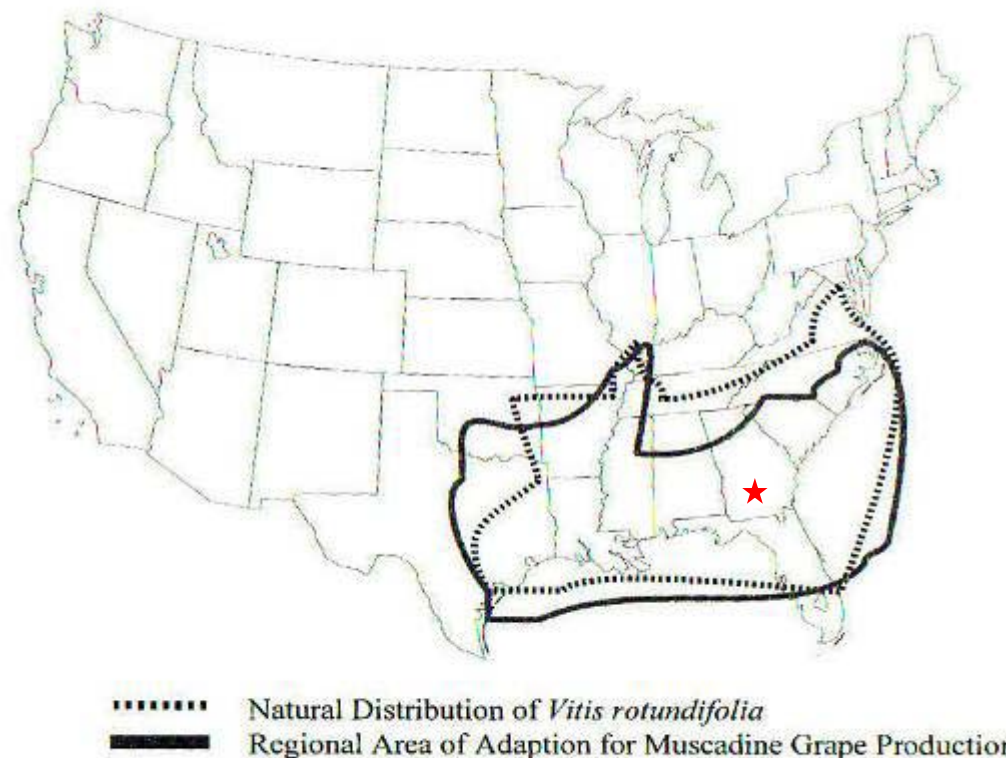 Natural Distribution of Vitis rotundifolia
Regional Area of Adaption for Muscadine Grape Production